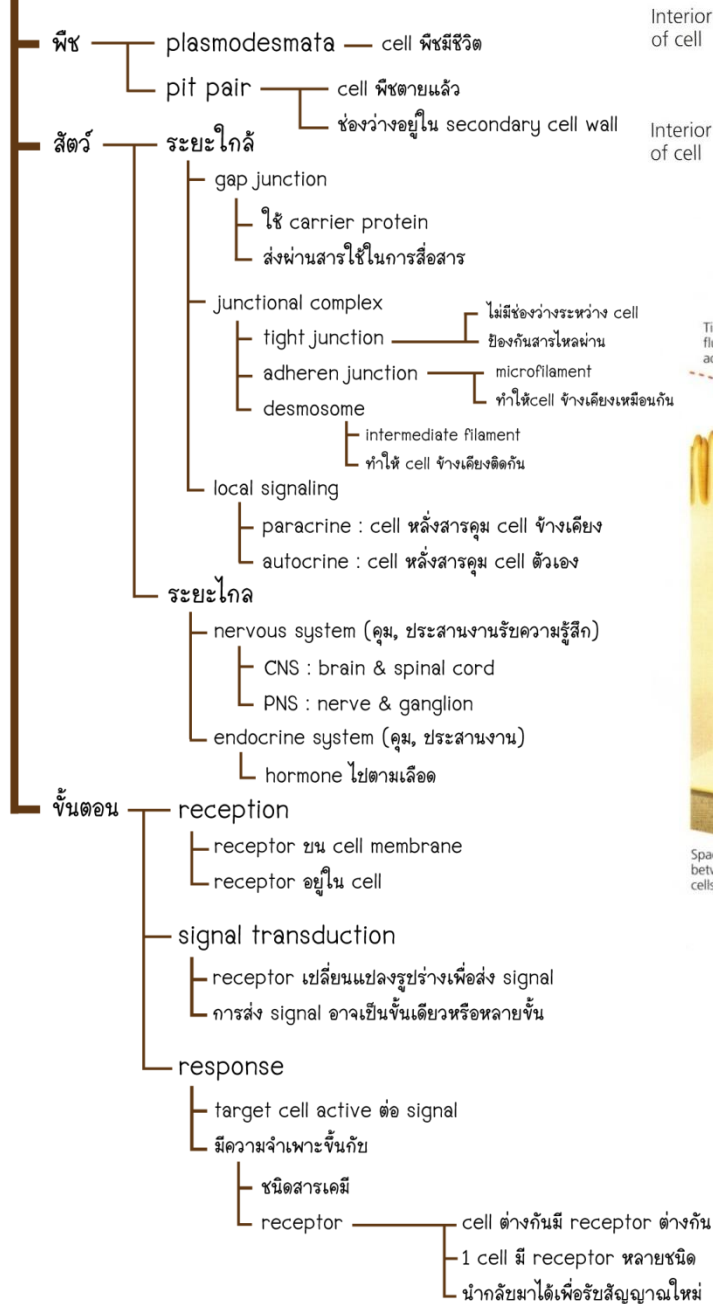 Interior
of cell
พืช
plasmodesmata
cell พืชมีชีวิต
pit pair
cell พืชตายแล้ว
ช่องว่างอยู่ใน secondary cell wall
Interior
of cell
สัตว์
ระยะใกล้
gap junction
ใช้ carrier protein
ส่งผ่านสารใช้ในการสื่อสาร
junctional complex
tight junction
ไม่มีช่องว่างระหว่าง cell
ป้องกันสารไหลผ่าน
adheren junction
microfilament
ทำให้cell ข้างเคียงเหมือนกัน
desmosome
intermediate filament
ทำให้ cell ข้างเคียงติดกัน
local signaling
paracrine : cell หลั่งสารคุม cell ข้างเคียง
autocrine : cell หลั่งสารคุม cell ตัวเอง
ระยะไกล
nervous system (คุม, ประสานงานรับความรู้สึก)
CNS : brain & spinal cord
PNS : nerve & ganglion
endocrine system (คุม, ประสานงาน)
hormone ไปตามเลือด
ขั้นตอน
reception
receptor บน cell membrane
receptor อยู่ใน cell
signal transduction
receptor เปลี่ยนแปลงรูปร่างเพื่อส่ง signal
การส่ง signal อาจเป็นขั้นเดียวหรือหลายขั้น
response
target cell active ต่อ signal
มีความจำเพาะขึ้นกับ
ชนิดสารเคมี
receptor
cell ต่างกันมี receptor ต่างกัน
1 cell มี receptor หลายชนิด
นำกลับมาได้เพื่อรับสัญญาณใหม่